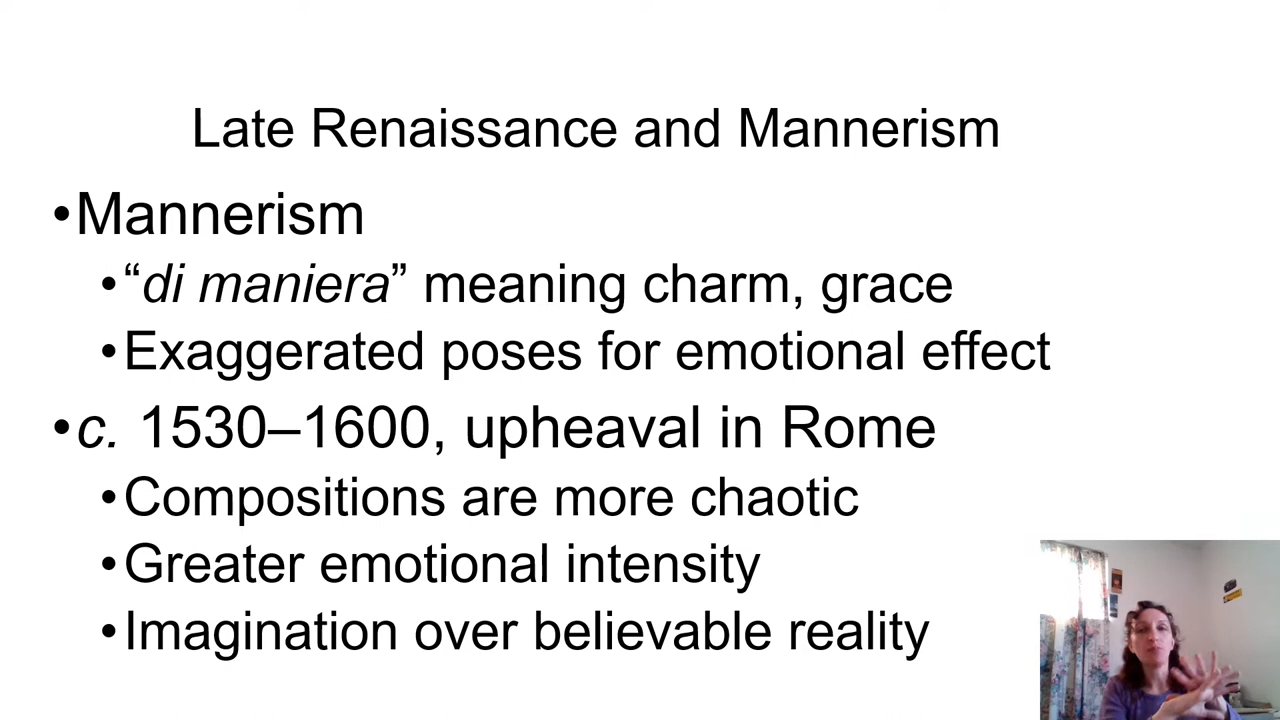 Late Renaissance and Mannerism
•Mannerism
•“di maniera” meaning charm, grace
•Exaggerated poses for emotional effect
•c. 1530–1600, upheaval in Rome
•Compositions are more chaotic
•Greater emotional intensity
•Imagination over believable reality